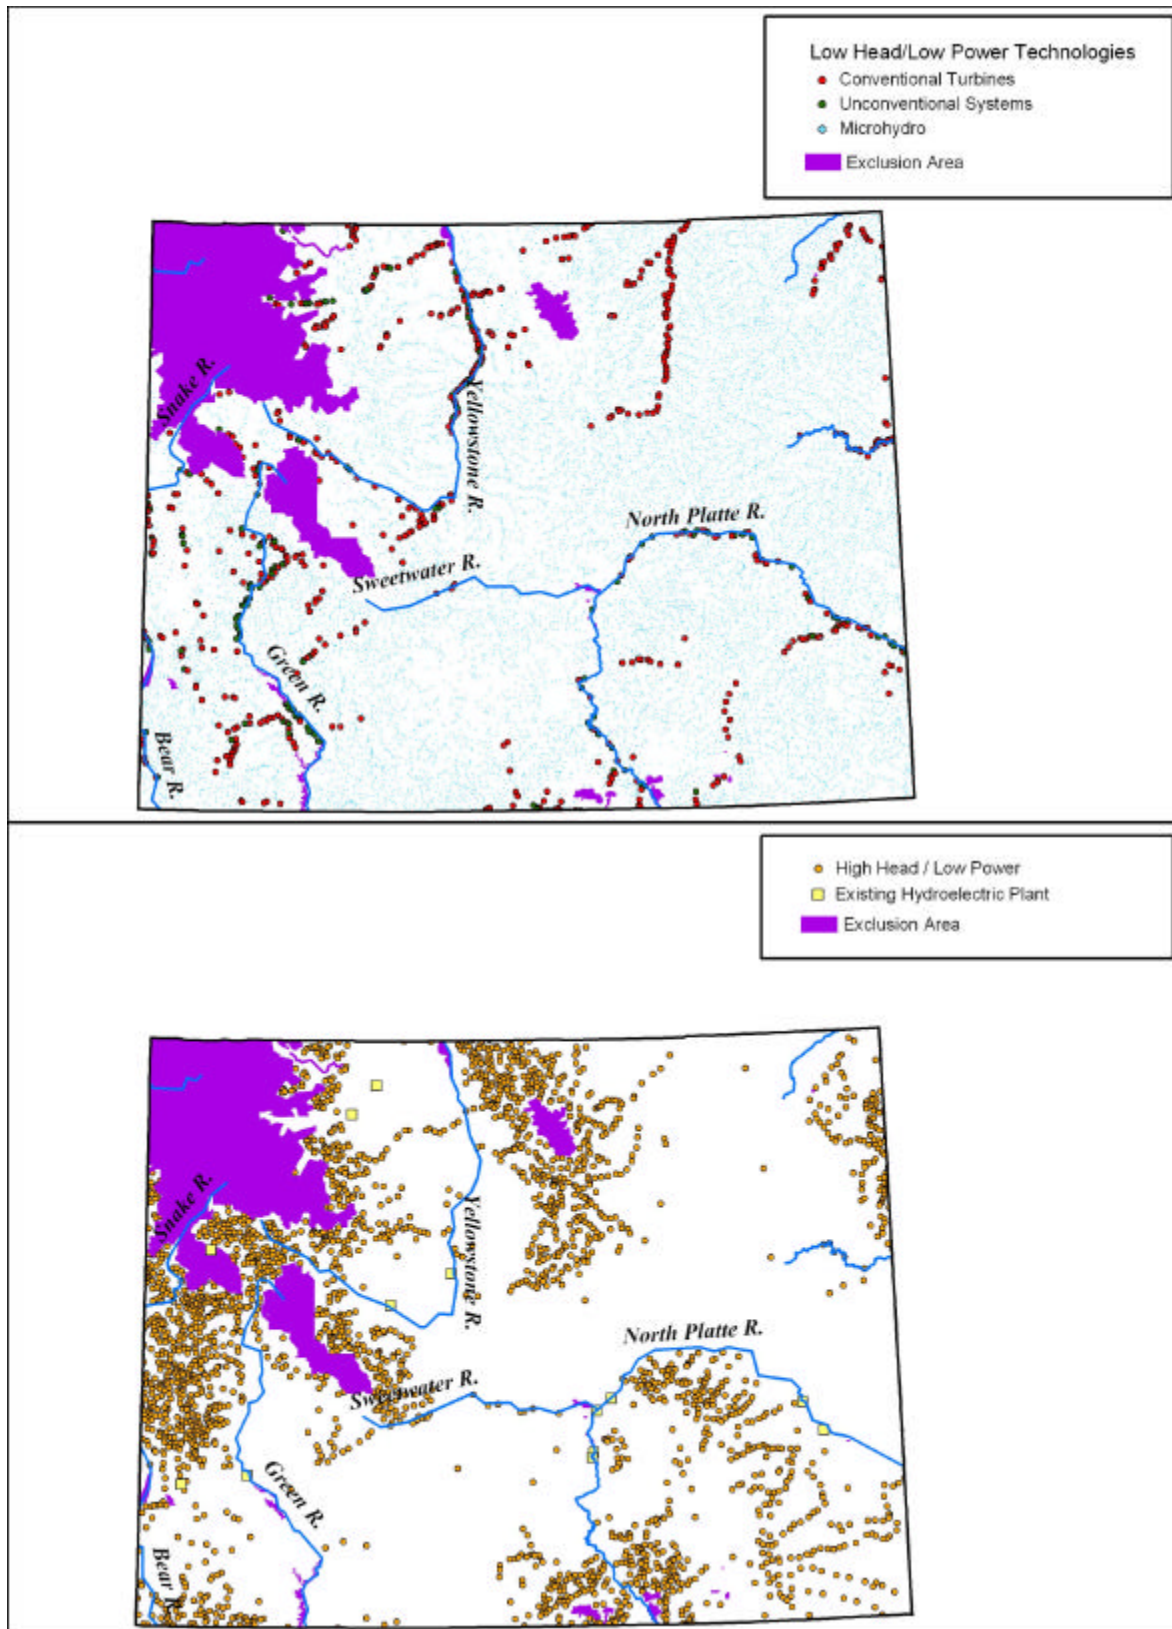 Low Head/Low Power Technologies
Conventional Turbines
Unconventional Systems
Microhydro
Exclusion Area
Snake R.
Yellowstone R.
North Platte R.
Sweetwater R.
Green R.
Bear R.
High Head / Low Power
Existing Hydroelectric Plant
Exclusion Area
Snake R.
Yellowstone R.
North Platte R.
Sweetwater R.
Green R.
Bear R.